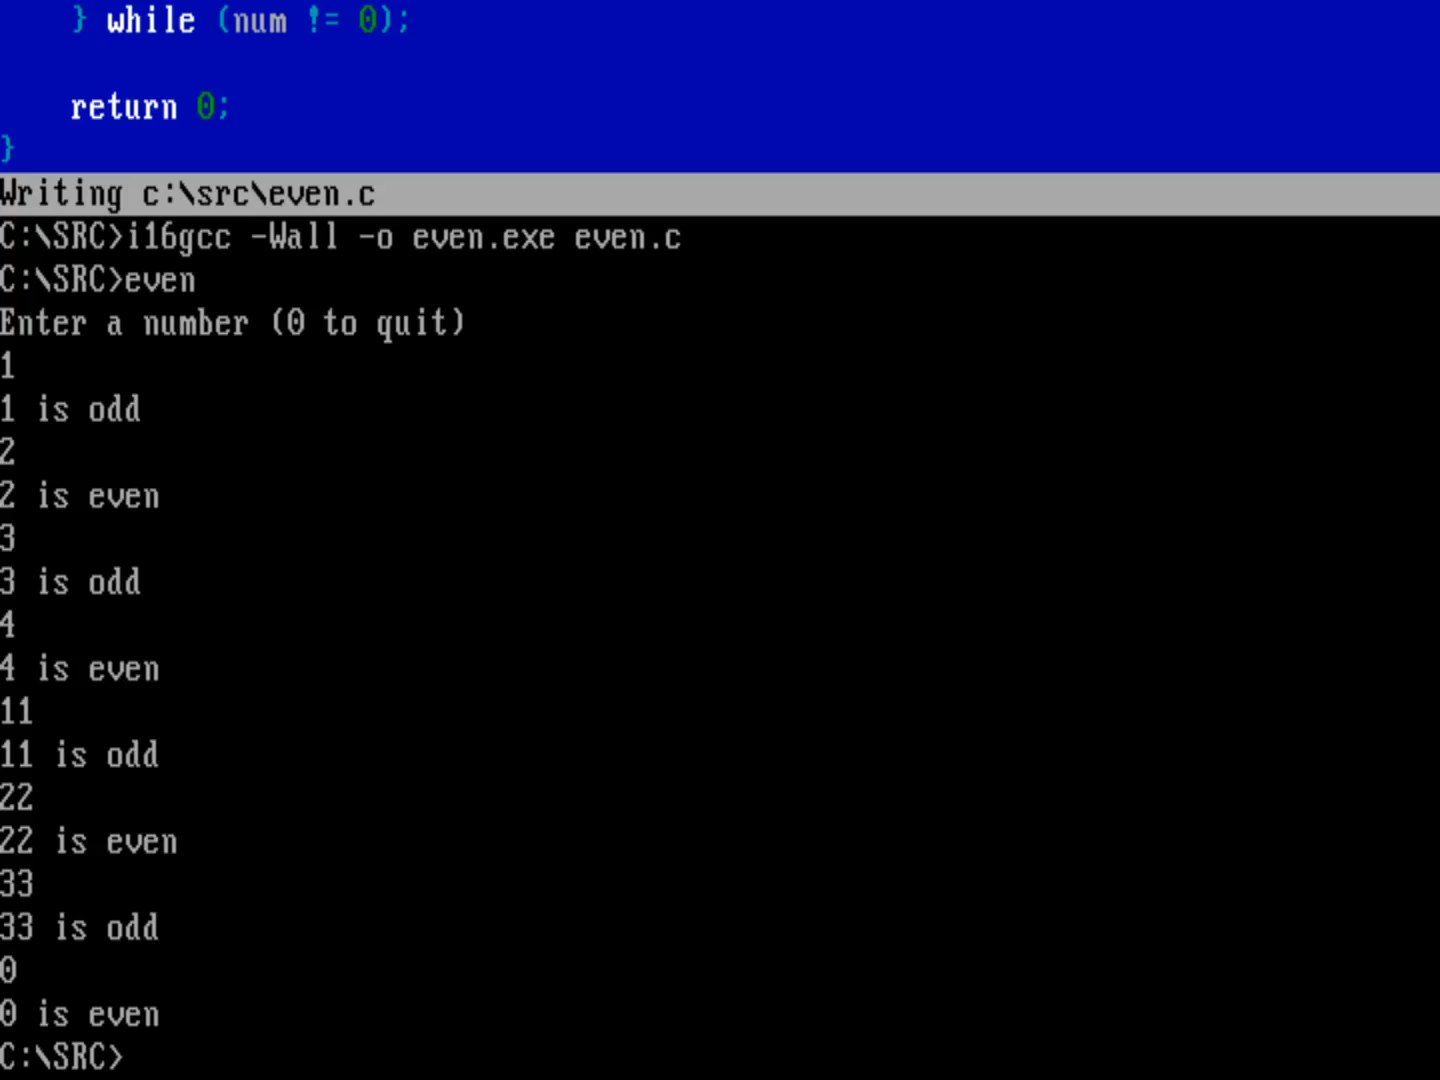 } while (num != 0);
return 0;
}
Writing c:\src\even.c
C:\SRC>i16gcc -Wall -o even.exe even.c
C:\SRC>even
Enter a number (0 to quit)
1
1 is odd
2
2 is even
3
3 is odd
4
4 is even
11
11 is odd
22
22 is even
33
33 is odd
0
0 is even
C:\SRC>